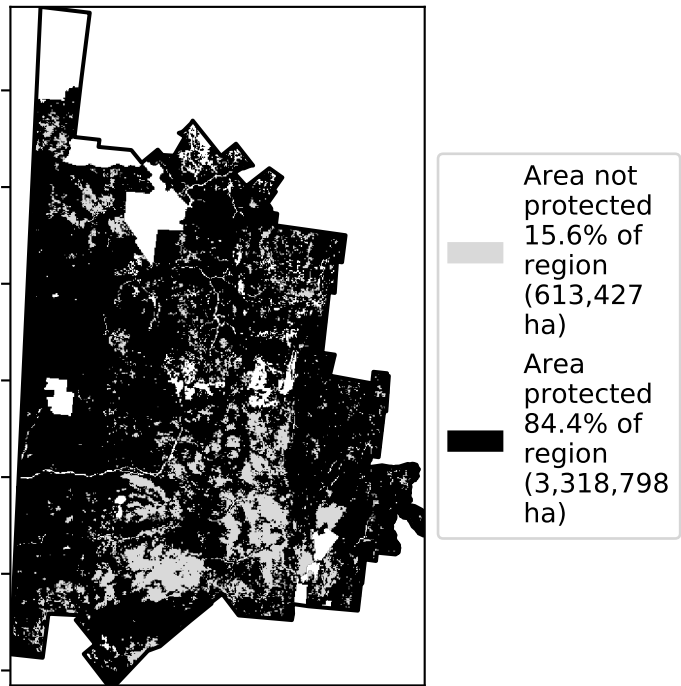 Area not
protected
15.6% of
region
(613,427
ha)
Area
protected
84.4% of
region
(3,318,798
ha)